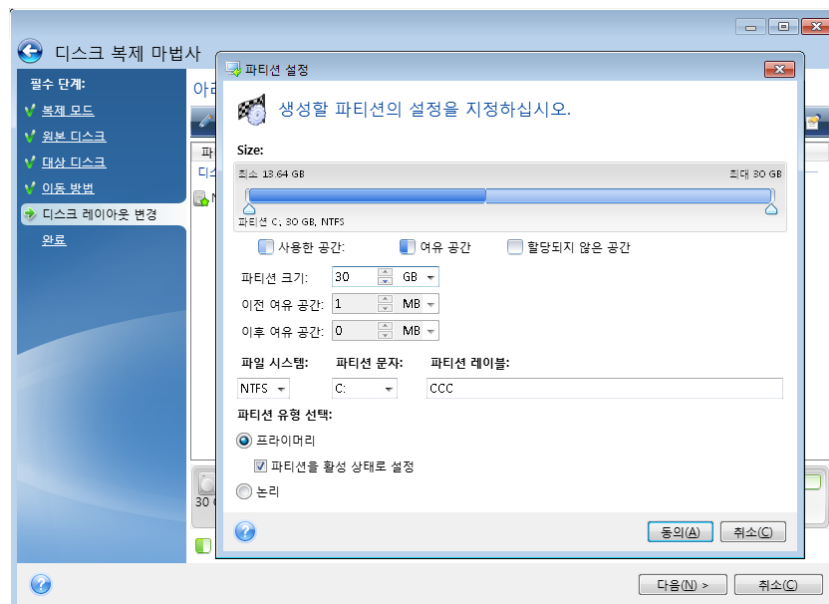 디스크 복제 마법사
필수 단계:
복제 모드
원본 디스크
대상 디스크
이동 방법
디스크 레이아웃 변경
완료
파티션 설정
생성할 파티션의 설정을 지정하십시오.
Size:
최소 13.64 GB 최대 30 GB
파티션 C; 30 GB, NTFS
사용한 공간: 여유 공간 할당되지 않은 공간
파티션 크기: 30 GB
이전 여유 공간: 1 MB
이후 여유 공간: 0 MB
파일 시스템: 파티션 문자: 파티션 레이블:
NTFS C: CCC
파티션 유형 선택:
프라이머리
파티션을 활성 상태로 설정
논리
30
동의(A) 취소(C)
다음(N) > 취소(C)